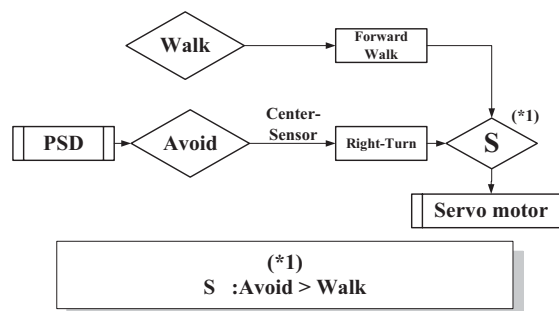 Walk
Forward
Walk
(*1)
Center-
Sensor
PSD
Avoid
Right-Turn
S
Servo motor
(*1)
S :Avoid > Walk